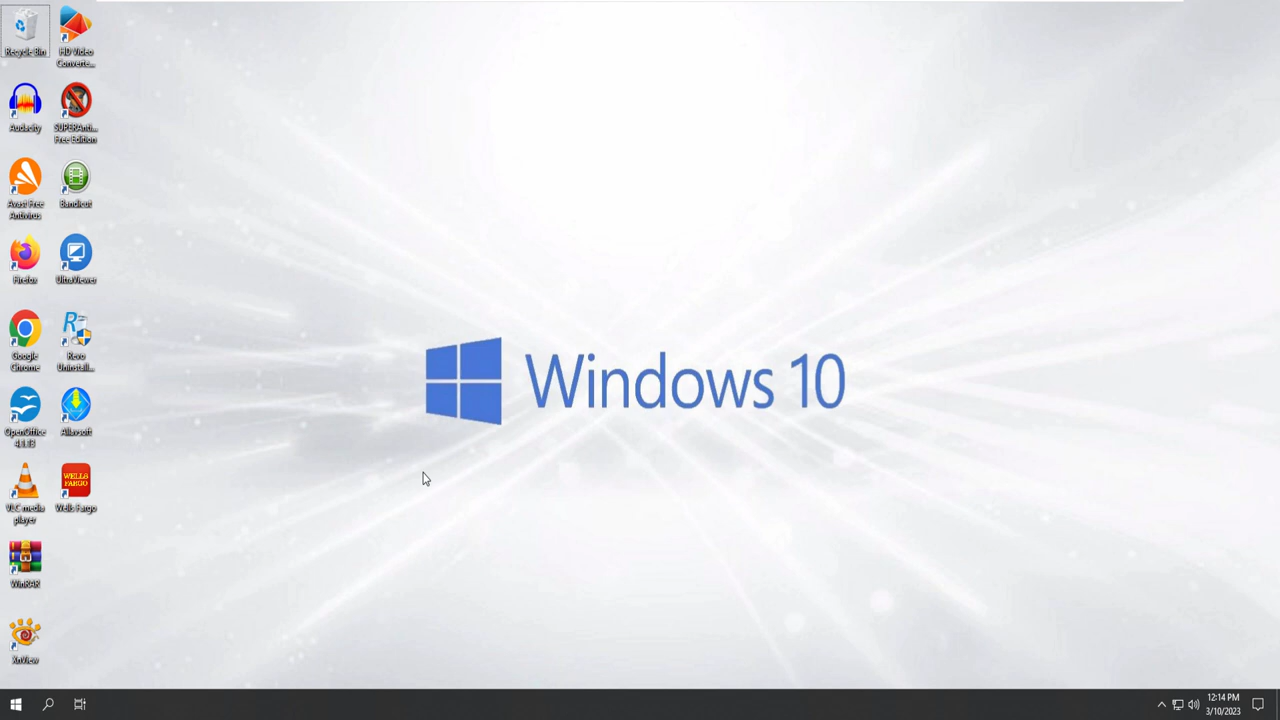 Recycle Bin
HD Video
Converte...
Audacity
SUPERAnti...
Free Edition
Avast Free
Antivirus
Bandicut
Firefox
UltraViewer
Google
Chrome
Revo
Uninstall...
OpenOffice
4.1.13
Allavsoft
VLC media
player
WELLS
FARGO
Wells Fargo
WinRAR
XnView
Windows 10
12:14 PM
3/10/2023